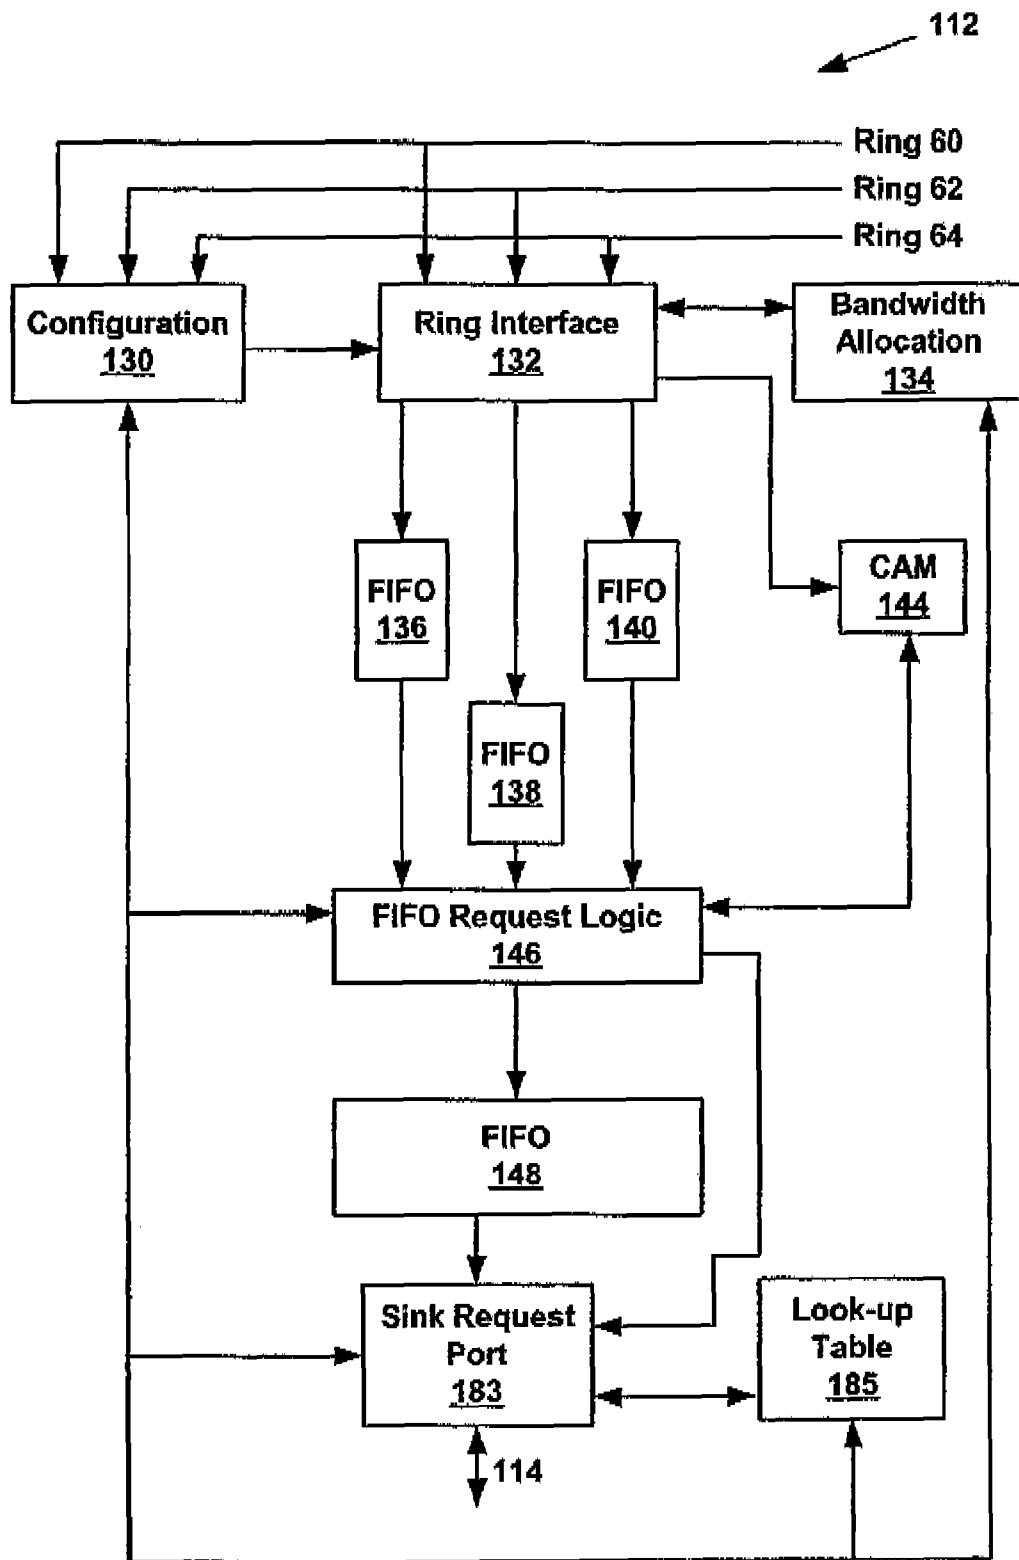 112
Ring 60
Ring 62
Ring 64
Configuration
130
Ring Interface
132
Bandwidth
Allocation
134
FIFO
136
FIFO
140
CAM
144
FIFO
138
FIFO Request Logic
146
FIFO
148
Sink Request
Port
183
Look-up
Table
185
114